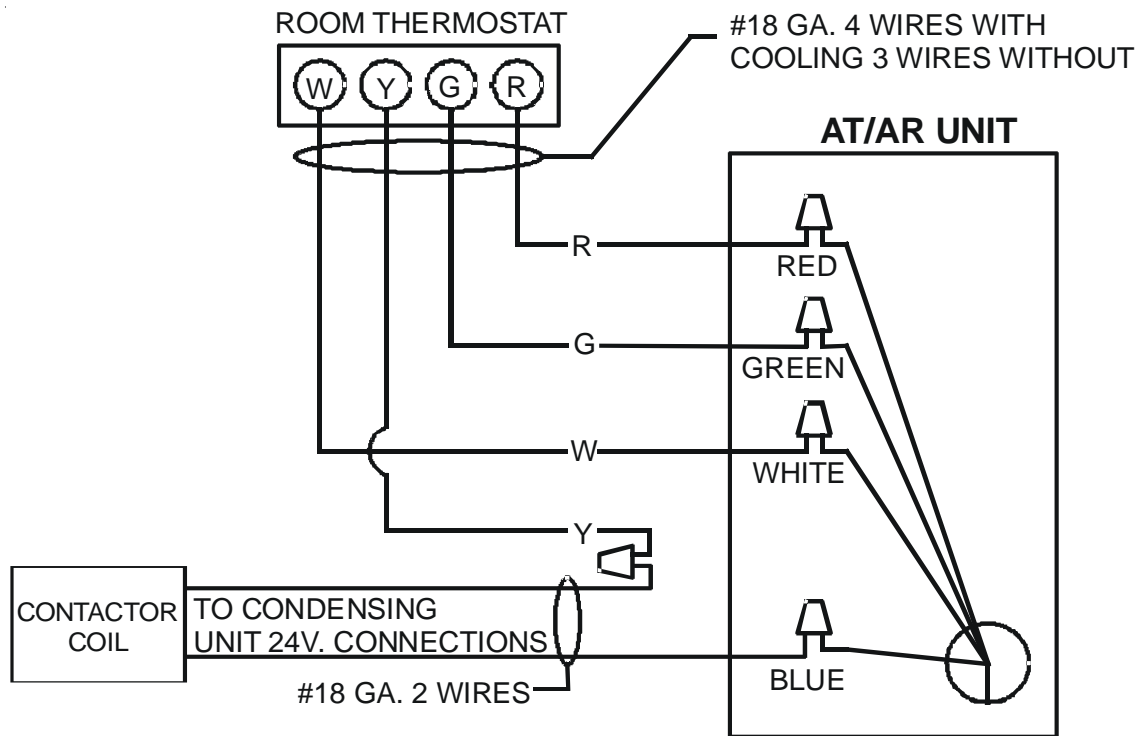 ROOM THERMOSTAT
#18 GA. 4 WIRES WITH
COOLING 3 WIRES WITHOUT
W Y G R
AT/AR UNIT
R
RED
G
GREEN
W
WHITE
Y
CONTACTOR
COIL
TO CONDENSING
UNIT 24V. CONNECTIONS
#18 GA. 2 WIRES
BLUE